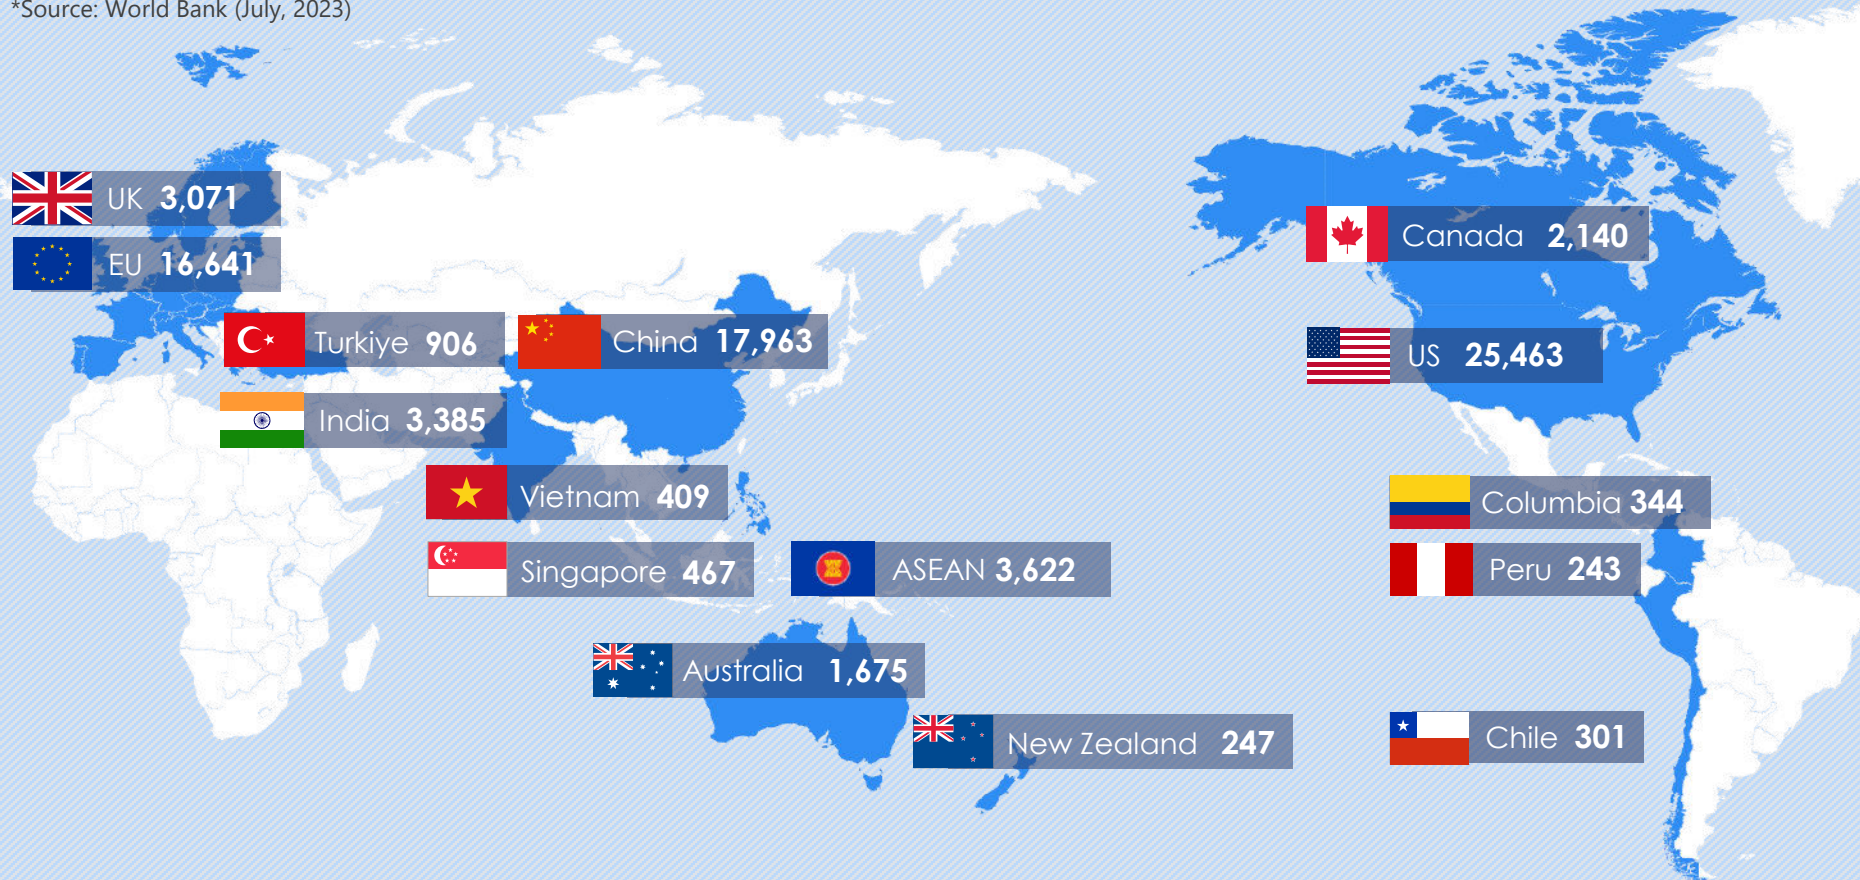 *Source: World Bank (July, 2023)
UK 3,071
EU 16,641
Canada 2,140
Turkiye 906
China 17,963
US 25,463
India 3,385
Vietnam 409
Columbia 344
Singapore 467
ASEAN 3,622
Peru 243
Australia 1,675
New Zealand 247
Chile 301